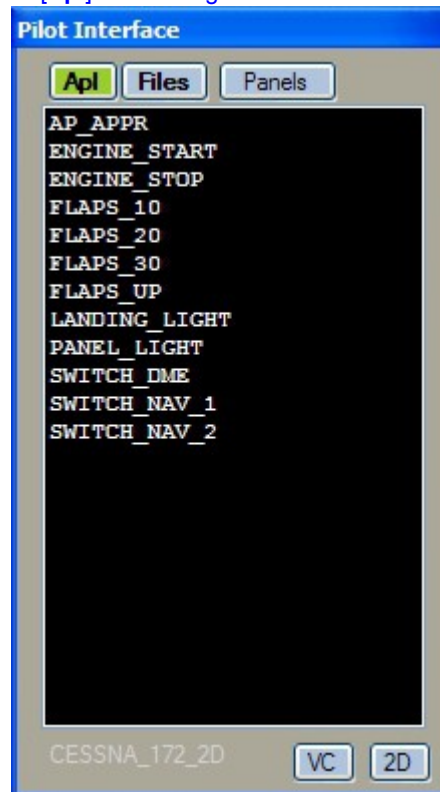 Pilot Interface
Apl Files Panels
AP_APPR
ENGINE_START
ENGINE_STOP
FLAPS_10
FLAPS_20
FLAPS_30
FLAPS_UP
LANDING_LIGHT
PANEL_LIGHT
SWITCH_DME
SWITCH_NAV_1
SWITCH_NAV_2
CESSNA_172_2D VC 2D